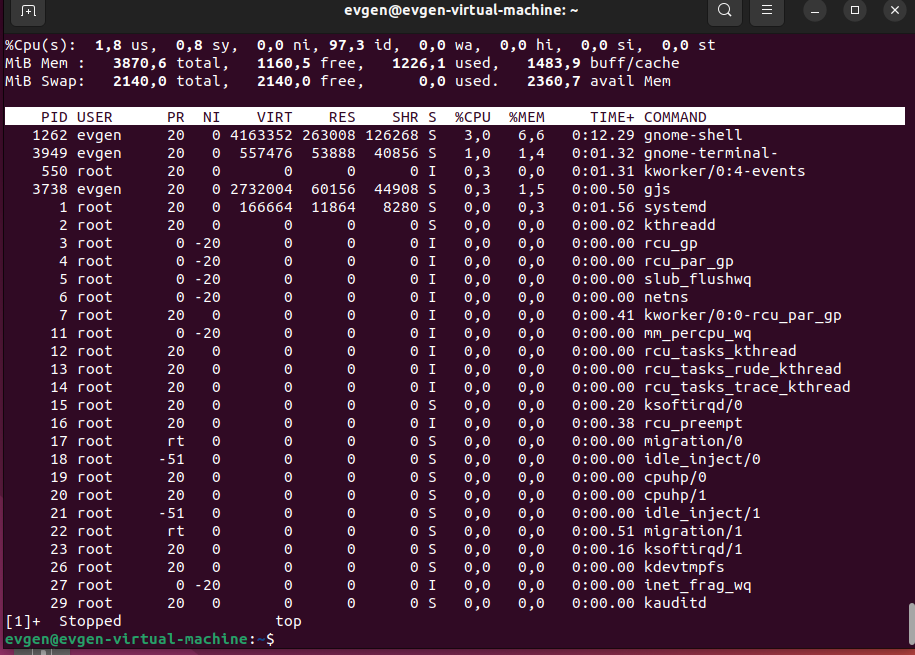 evgen@evgen-virtual-machine: ~
%Cpu(s):  1,8 us,  0,8 sy,  0,0 ni, 97,3 id,  0,0 wa,  0,0 hi,  0,0 si,  0,0 st
MiB Mem :   3870,6 total,   1160,5 free,   1226,1 used,   1483,9 buff/cache
MiB Swap:   2140,0 total,   2140,0 free,      0,0 used.   2360,7 avail Mem
    PID USER      PR  NI    VIRT    RES    SHR S  %CPU  %MEM     TIME+ COMMAND
   1262 evgen     20   0 4163352 263008 126268 S   3,0   6,6   0:12.29 gnome-shell
   3949 evgen     20   0  557476  53888  40856 S   1,0   1,4   0:01.32 gnome-terminal-
    550 root      20   0       0      0      0 I   0,3   0,0   0:01.31 kworker/0:4-events
   3738 evgen     20   0 2732004  60156  44908 S   0,3   1,5   0:00.50 gjs
      1 root      20   0  166664  11864   8280 S   0,0   0,3   0:01.56 systemd
      2 root      20   0       0      0      0 S   0,0   0,0   0:00.02 kthreadd
      3 root       0 -20       0      0      0 I   0,0   0,0   0:00.00 rcu_gp
      4 root       0 -20       0      0      0 I   0,0   0,0   0:00.00 rcu_par_gp
      5 root       0 -20       0      0      0 I   0,0   0,0   0:00.00 slub_flushwq
      6 root       0 -20       0      0      0 I   0,0   0,0   0:00.00 netns
      7 root      20   0       0      0      0 I   0,0   0,0   0:00.41 kworker/0:0-rcu_par_gp
     11 root       0 -20       0      0      0 I   0,0   0,0   0:00.00 mm_percpu_wq
     12 root      20   0       0      0      0 I   0,0   0,0   0:00.00 rcu_tasks_kthread
     13 root      20   0       0      0      0 I   0,0   0,0   0:00.00 rcu_tasks_rude_kthread
     14 root      20   0       0      0      0 I   0,0   0,0   0:00.00 rcu_tasks_trace_kthread
     15 root      20   0       0      0      0 S   0,0   0,0   0:00.20 ksoftirqd/0
     16 root      20   0       0      0      0 I   0,0   0,0   0:00.38 rcu_preempt
     17 root      rt   0       0      0      0 S   0,0   0,0   0:00.00 migration/0
     18 root     -51   0       0      0      0 S   0,0   0,0   0:00.00 idle_inject/0
     19 root      20   0       0      0      0 S   0,0   0,0   0:00.00 cpuhp/0
     20 root      20   0       0      0      0 S   0,0   0,0   0:00.00 cpuhp/1
     21 root     -51   0       0      0      0 S   0,0   0,0   0:00.00 idle_inject/1
     22 root      rt   0       0      0      0 S   0,0   0,0   0:00.51 migration/1
     23 root      20   0       0      0      0 S   0,0   0,0   0:00.16 ksoftirqd/1
     26 root      20   0       0      0      0 S   0,0   0,0   0:00.00 kdevtmpfs
     27 root       0 -20       0      0      0 I   0,0   0,0   0:00.00 inet_frag_wq
     29 root      20   0       0      0      0 S   0,0   0,0   0:00.00 kauditd
[1]+  Stopped                 top
evgen@evgen-virtual-machine:~$